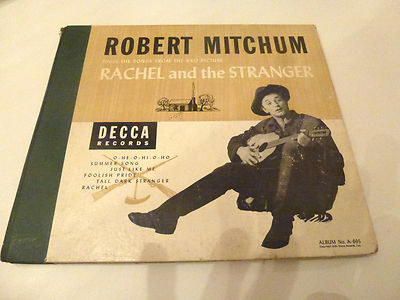 ROBERT MITCHUM
SINGS THE SONGS FROM THE RKO PICTURE
RACHEL and the STRANGER
DECCA
RECORDS
O-HE-O-HI-O-HO
SUMMER SONG
JUST LIKE ME
FOOLISH PRIDE
TALL DARK STRANGER
RACHEL
ALBUM No. A-695